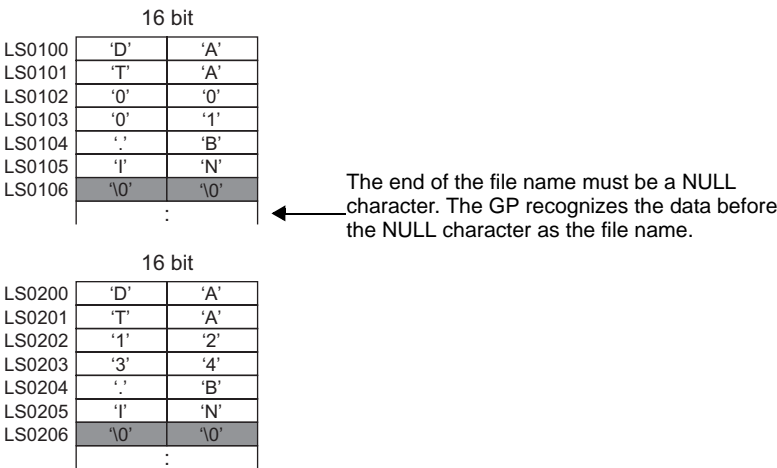 16 bit
LS0100 ‘D’ ‘A’
LS0101 ‘T’ ‘A’
LS0102 ‘0’ ‘0’
LS0103 ‘0’ ‘1’
LS0104 ‘.’ ‘B’
LS0105 ‘I’ ‘N’
LS0106 ‘\0’ ‘\0’
:
The end of the file name must be a NULL
character. The GP recognizes the data before
the NULL character as the file name.
16 bit
LS0200 ‘D’ ‘A’
LS0201 ‘T’ ‘A’
LS0202 ‘1’ ‘2’
LS0203 ‘3’ ‘4’
LS0204 ‘.’ ‘B’
LS0205 ‘I’ ‘N’
LS0206 ‘\0’ ‘\0’
: